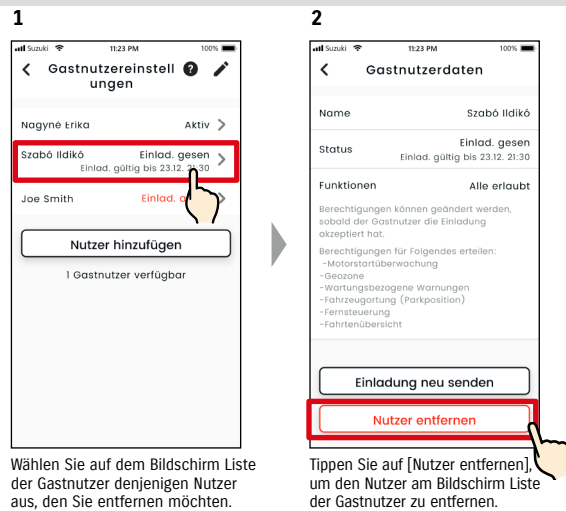 1
Suzuki 11:23 PM 100%
Gastnutzereinstell
ungen
Nagyné Erika Aktiv
Szabó Ildikó Einlad. gesen
Einlad. gültig bis 23.12. 21:30
Joe Smith Einlad.
Nutzer hinzufügen
1 Gastnutzer verfügbar
Wählen Sie auf dem Bildschirm Liste
der Gastnutzer denjenigen Nutzer
aus, den Sie entfernen möchten.
2
Suzuki 11:23 PM 100%
Gastnutzerdaten
Name Szabó Ildikó
Status Einlad. gesen
Einlad. gültig bis 23.12. 21:30
Funktionen Alle erlaubt
Berechtigungen können geändert werden,
sobald der Gastnutzer die Einladung
akzeptiert hat.
Berechtigungen für Folgendes erteilen:
-Motorstartüberwachung
-Geozone
-Wartungsbezogene Warnungen
-Fahrzeugortung (Parkposition)
-Fernsteuerung
-Fahrtenübersicht
Einladung neu senden
Nutzer entfernen
Tippen Sie auf [Nutzer entfernen],
um den Nutzer am Bildschirm Liste
der Gastnutzer zu entfernen.